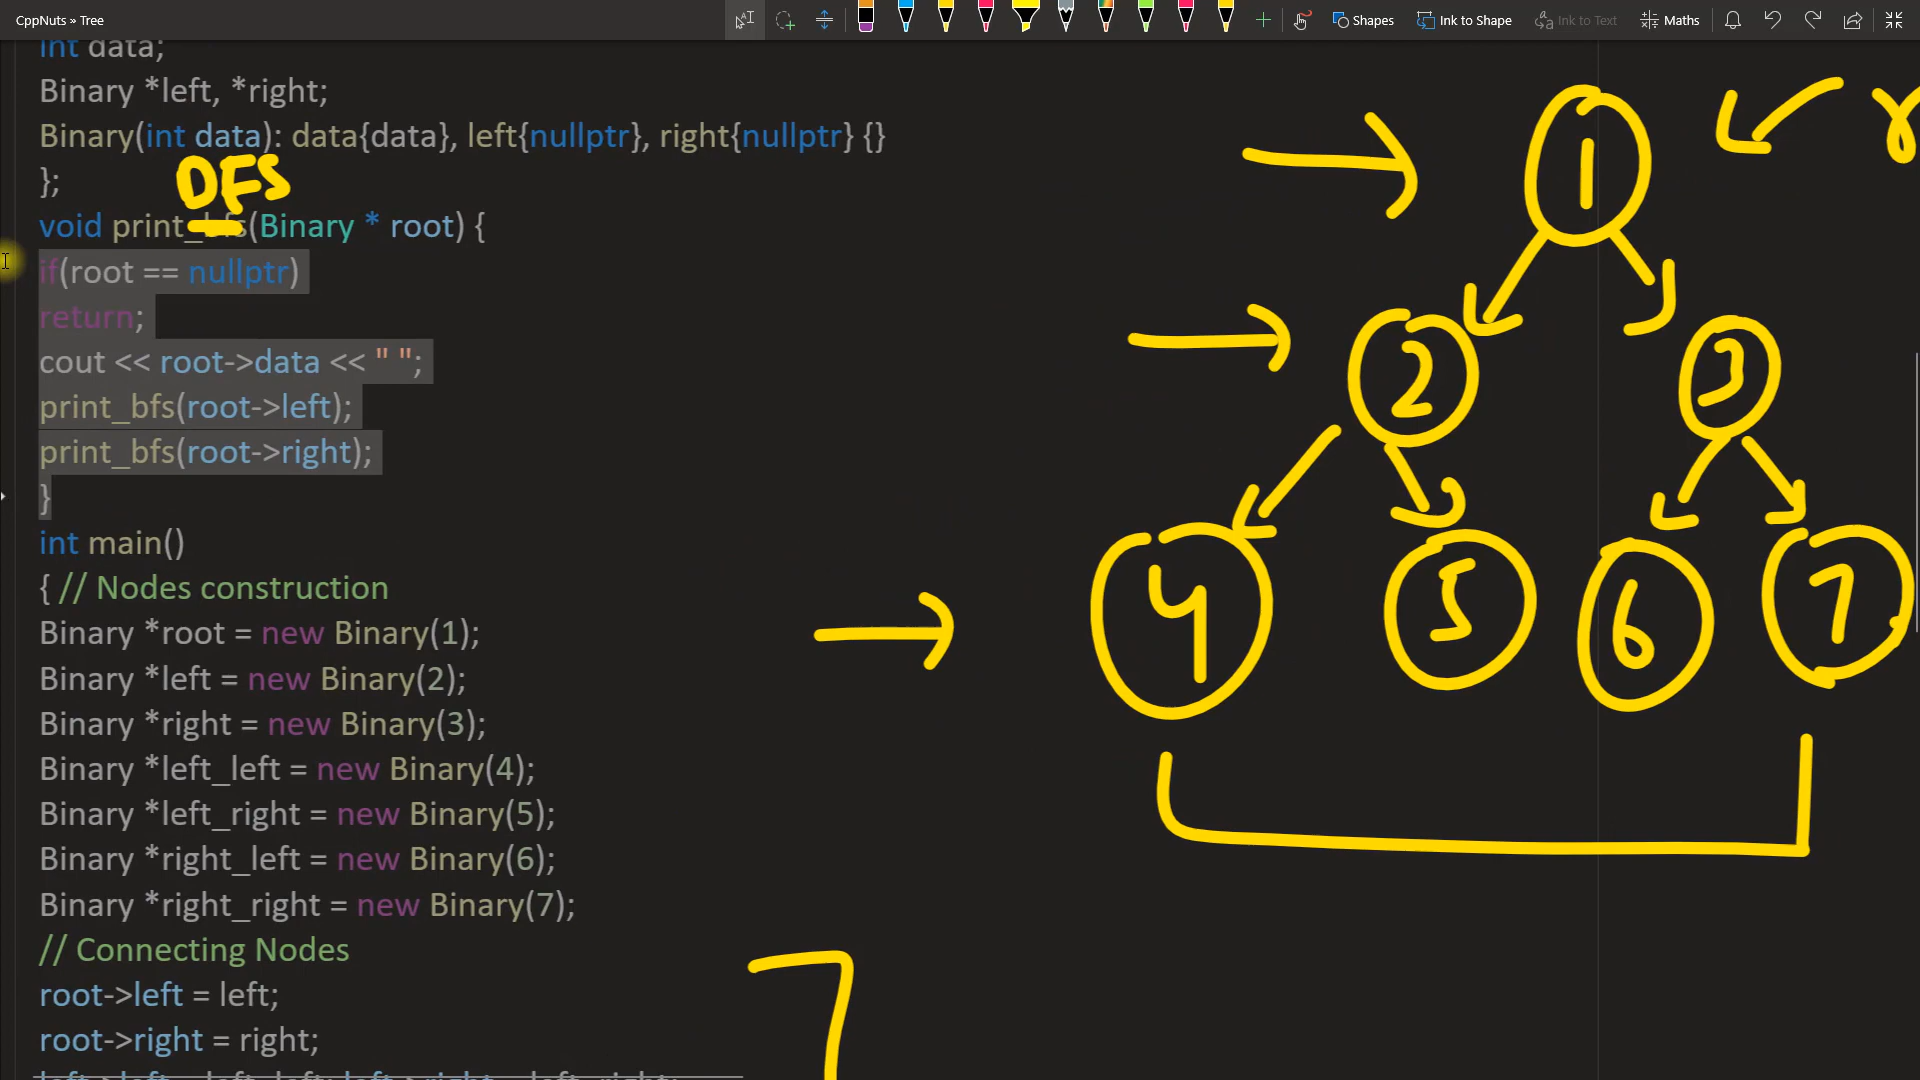 CppNuts » Tree
Shapes
Ink to Shape
Ink to Text
Maths
int data;
Binary *left, *right;
Binary(int data): data{data}, left{nullptr}, right{nullptr} {}
};
DFS
void print_bfs(Binary * root) {
if(root == nullptr)
return;
cout << root->data << " ";
print_bfs(root->left);
print_bfs(root->right);
}
int main()
{ // Nodes construction
Binary *root = new Binary(1);
Binary *left = new Binary(2);
Binary *right = new Binary(3);
Binary *left_left = new Binary(4);
Binary *left_right = new Binary(5);
Binary *right_left = new Binary(6);
Binary *right_right = new Binary(7);
// Connecting Nodes
root->left = left;
root->right = right;
1
2 3
4 5 6 7